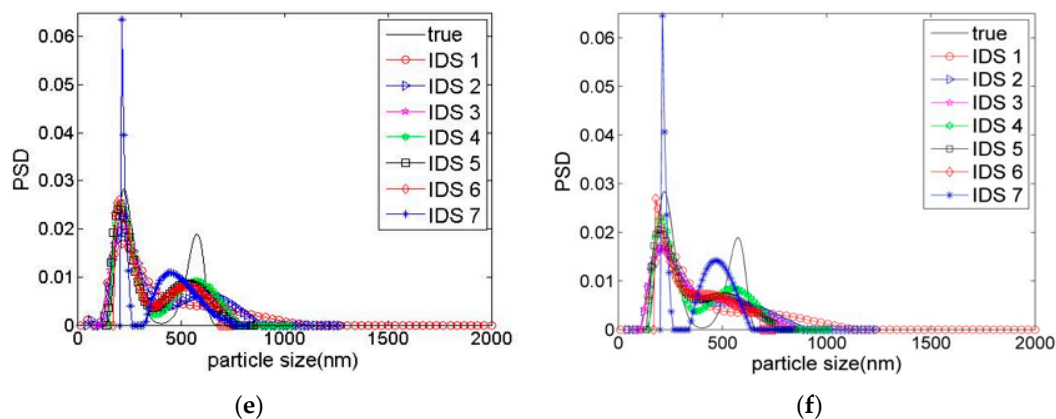 0.06
0.05
0.04
0.03
0.02
0.01
0
PSD
0
500
1000
1500
2000
particle size(nm)
true
IDS 1
IDS 2
IDS 3
IDS 4
IDS 5
IDS 6
IDS 7
(e)
0.06
0.05
0.04
0.03
0.02
0.01
0
PSD
0
500
1000
1500
2000
particle size(nm)
true
IDS 1
IDS 2
IDS 3
IDS 4
IDS 5
IDS 6
IDS 7
(f)